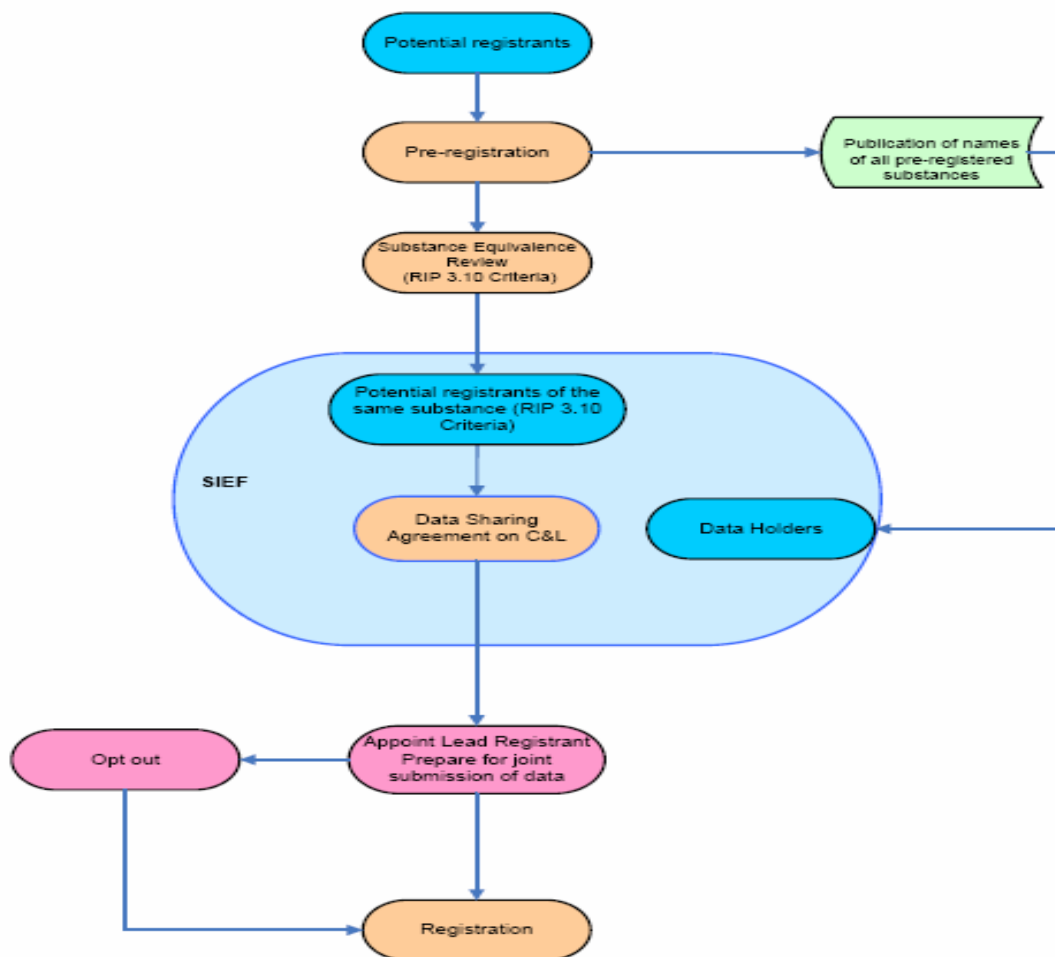 Potential registrants
Pre-registration
Publication of names
of all pre-registered
substances
Substance Equivalence
Review
(RIP 3.10 Criteria)
Potential registrants of the
same substance (RIP 3.10
Criteria)
SIEF
Data Sharing
Agreement on C&L
Data Holders
Appoint Lead Registrant
Prepare for joint
submission of data
Opt out
Registration